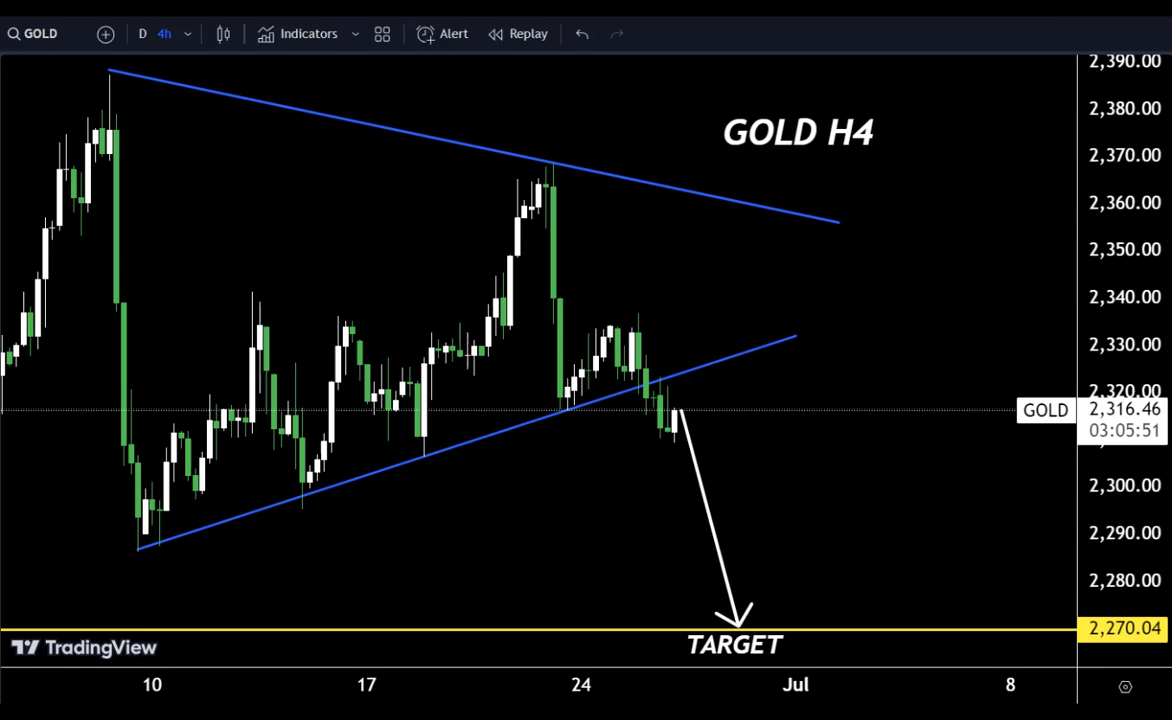 GOLD D 4h Indicators Alert Replay
2,390.00
GOLD H4
2,380.00
2,370.00
2,360.00
2,350.00
2,340.00
2,330.00
2,320.00
GOLD 2,316.46
03:05:51
2,300.00
2,290.00
2,280.00
2,270.04
TARGET
TradingView
10 17 24 Jul 8